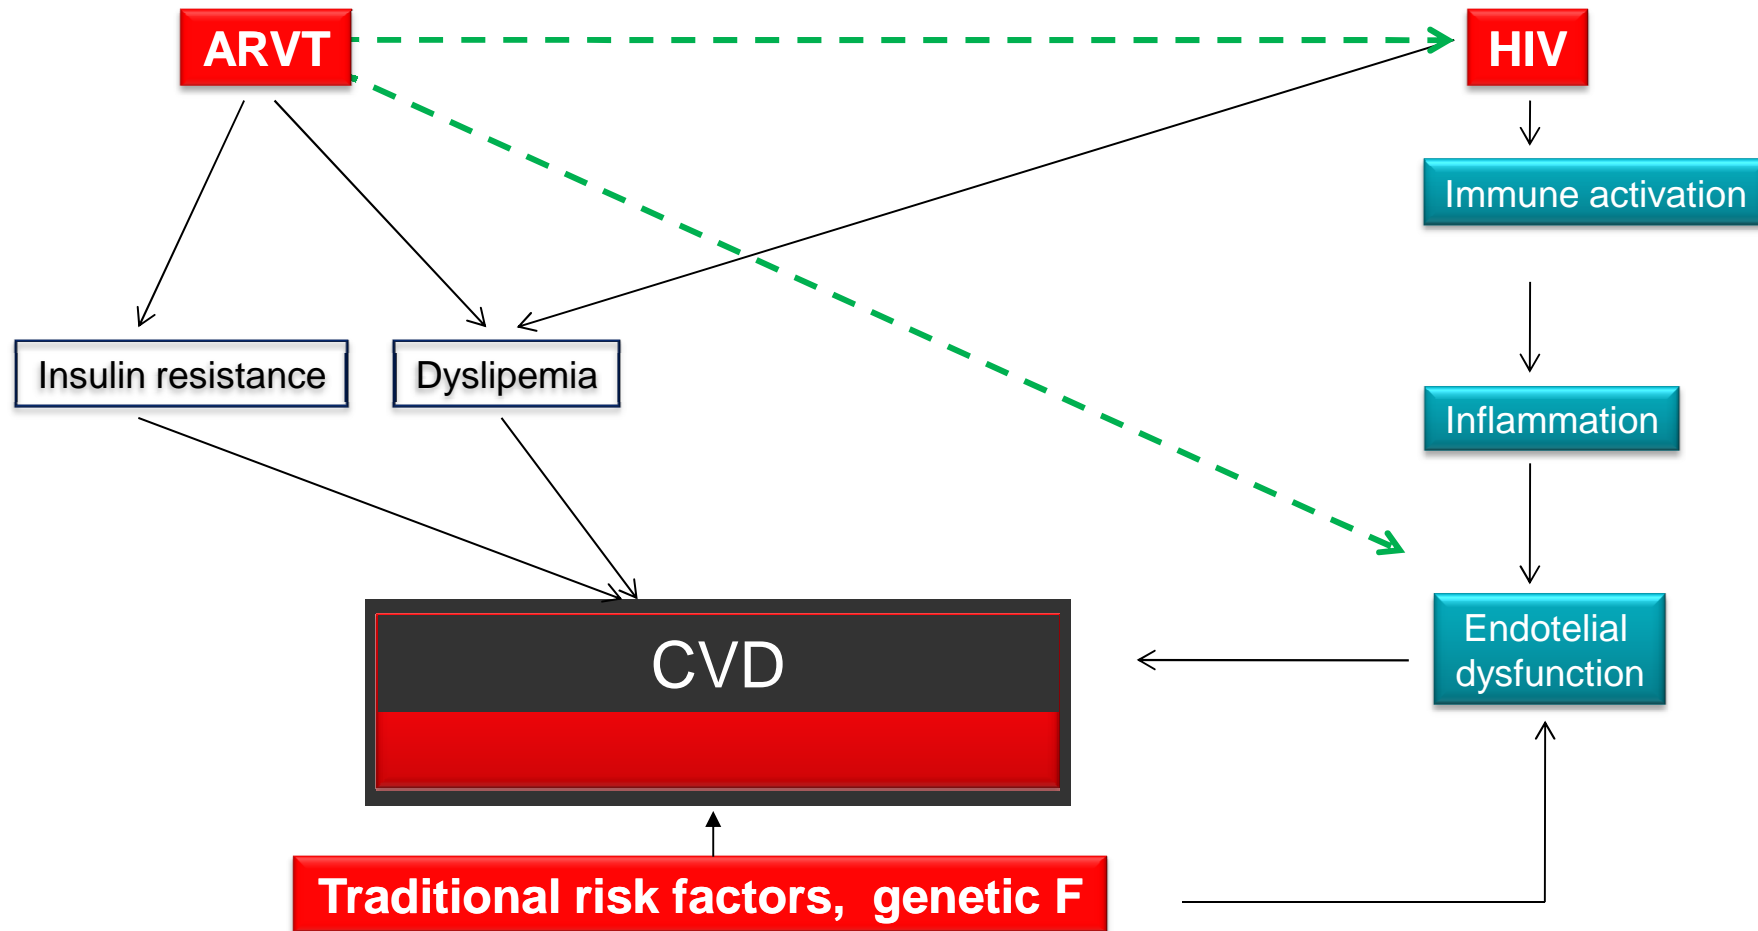 ARVT
HIV
Immune activation
Insulin resistance
Dyslipemia
Inflammation
Endotelial
dysfunction
CVD
Traditional risk factors, genetic F